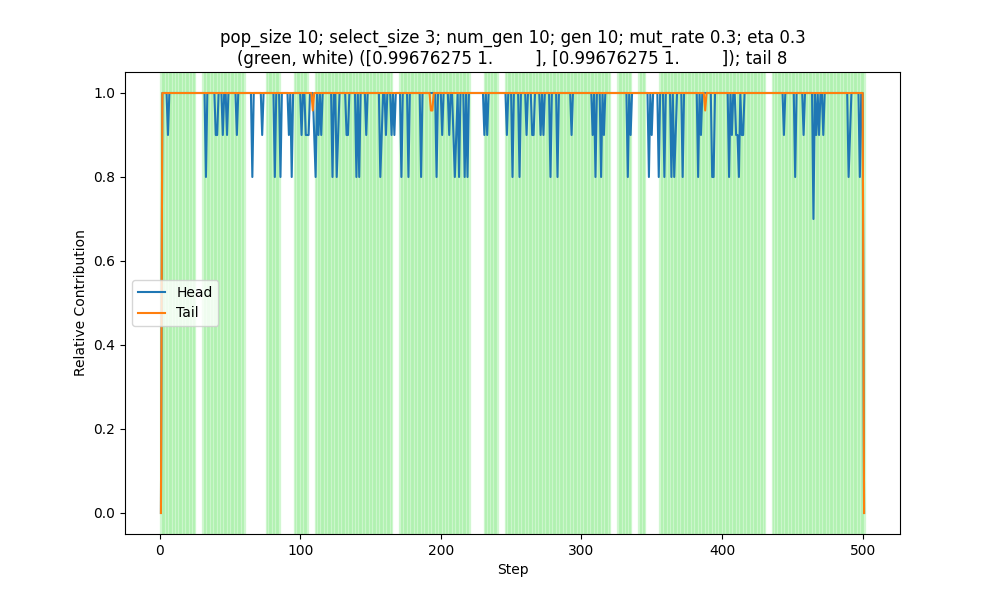 pop_size 10; select_size 3; num_gen 10; gen 10; mut_rate 0.3; eta 0.3
(green, white) ([0.99676275 1.        ], [0.99676275 1.        ]); tail 8
1.0
0.8
0.6
0.4
0.2
0.0
Relative Contribution
Head
Tail
0
100
200
300
400
500
Step